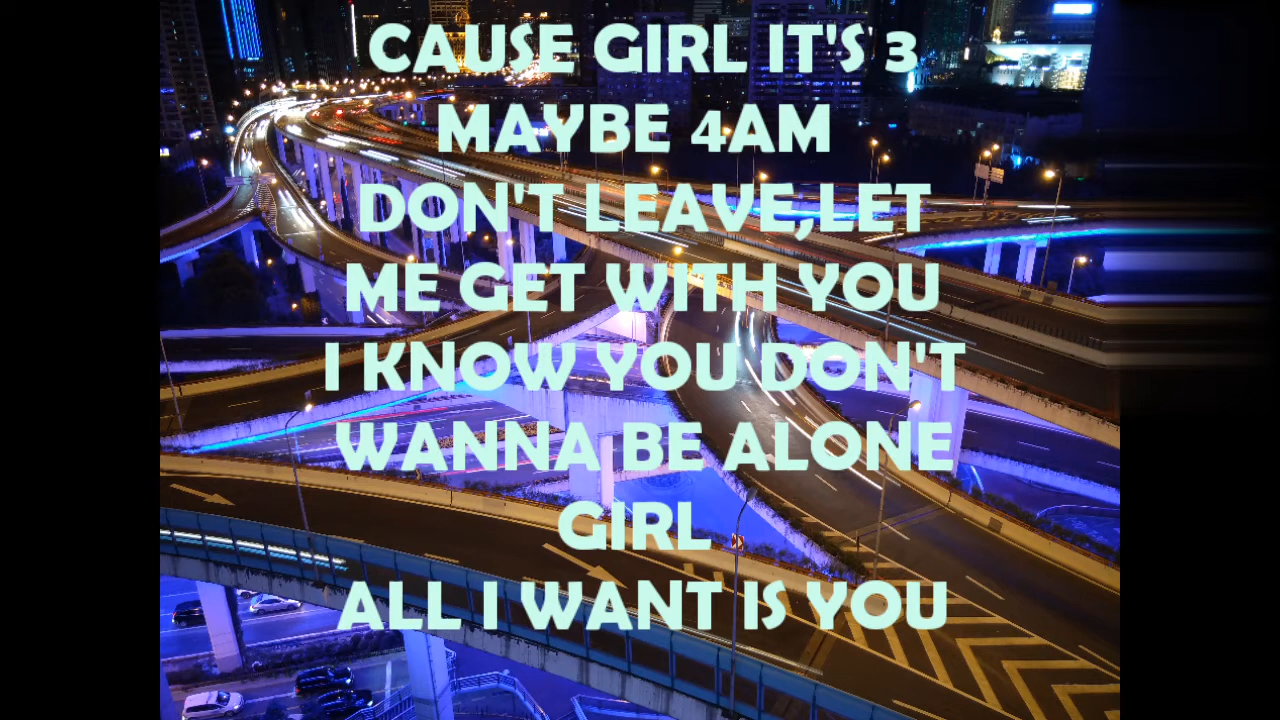 CAUSE GIRL IT'S 3
MAYBE 4AM
DON'T LEAVE,LET
ME GET WITH YOU
I KNOW YOU DON'T
WANNA BE ALONE
GIRL
ALL I WANT IS YOU